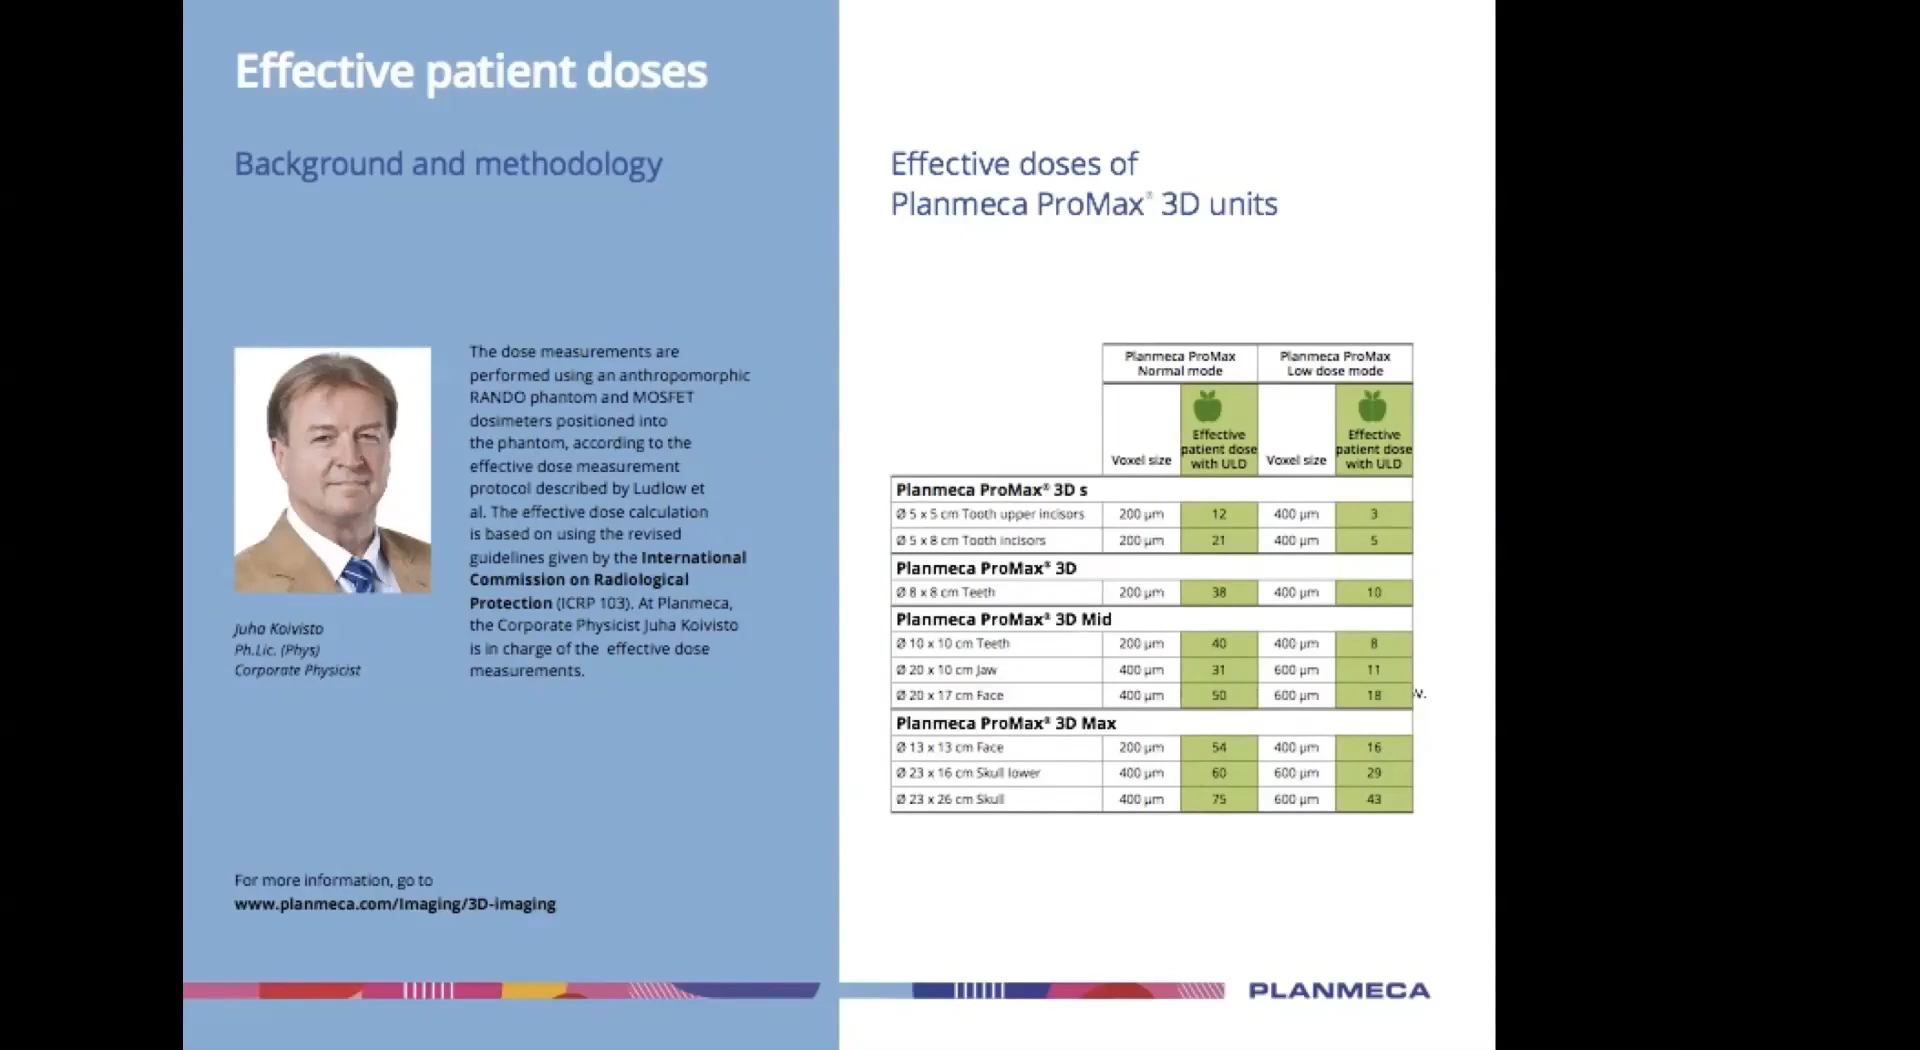 Effective patient doses
Background and methodology
The dose measurements are
performed using an anthropomorphic
RANDO phantom and MOSFET
dosimeters positioned into
the phantom, according to the
effective dose measurement
protocol described by Ludlow et
al. The effective dose calculation
is based on using the revised
guidelines given by the International
Commission on Radiological
Protection (ICRP 103). At Planmeca,
the Corporate Physicist Juha Koivisto
is in charge of the effective dose
measurements.
Juha Koivisto
Ph.Lic. (Phys)
Corporate Physicist
For more information, go to
www.planmeca.com/Imaging/3D-imaging
Effective doses of
Planmeca ProMax® 3D units
Planmeca ProMax Normal mode Planmeca ProMax Low dose mode
Voxel size Effective patient dose with ULD Voxel size Effective patient dose with ULD
Planmeca ProMax® 3D s
Ø 5 x 5 cm Tooth upper incisors 200 µm 12 400 µm 3
Ø 5 x 8 cm Tooth incisors 200 µm 21 400 µm 5
Planmeca ProMax® 3D
Ø 8 x 8 cm Teeth 200 µm 38 400 µm 10
Planmeca ProMax® 3D Mid
Ø 10 x 10 cm Teeth 200 µm 40 400 µm 8
Ø 20 x 10 cm Jaw 400 µm 31 600 µm 11
Ø 20 x 17 cm Face 400 µm 50 600 µm 18
Planmeca ProMax® 3D Max
Ø 13 x 13 cm Face 200 µm 54 400 µm 16
Ø 23 x 16 cm Skull lower 400 µm 60 600 µm 29
Ø 23 x 26 cm Skull 400 µm 75 600 µm 43
PLANMECA